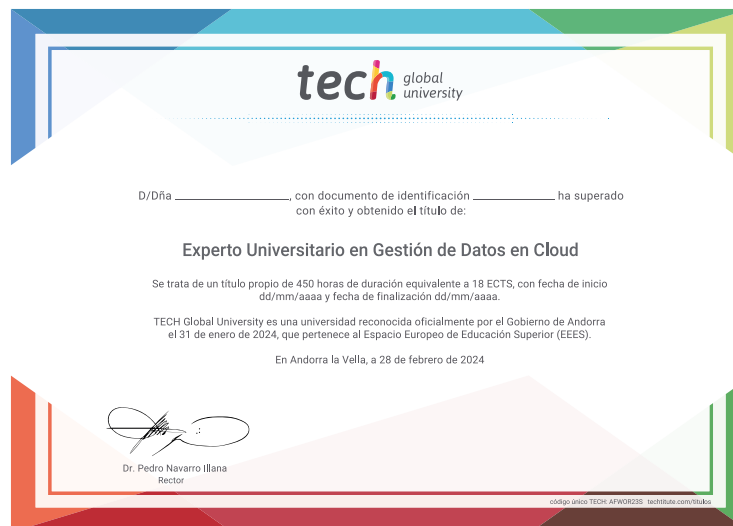 tech global university
D/Dña ____________________, con documento de identificación ______________ ha superado
con éxito y obtenido el título de:
Experto Universitario en Gestión de Datos en Cloud
Se trata de un título propio de 450 horas de duración equivalente a 18 ECTS, con fecha de inicio
dd/mm/aaaa y fecha de finalización dd/mm/aaaa.
TECH Global University es una universidad reconocida oficialmente por el Gobierno de Andorra
el 31 de enero de 2024, que pertenece al Espacio Europeo de Educación Superior (EEES).
En Andorra la Vella, a 28 de febrero de 2024
Dr. Pedro Navarro Illana
Rector
código único TECH: AFWOR23S techtitute.com/titulos